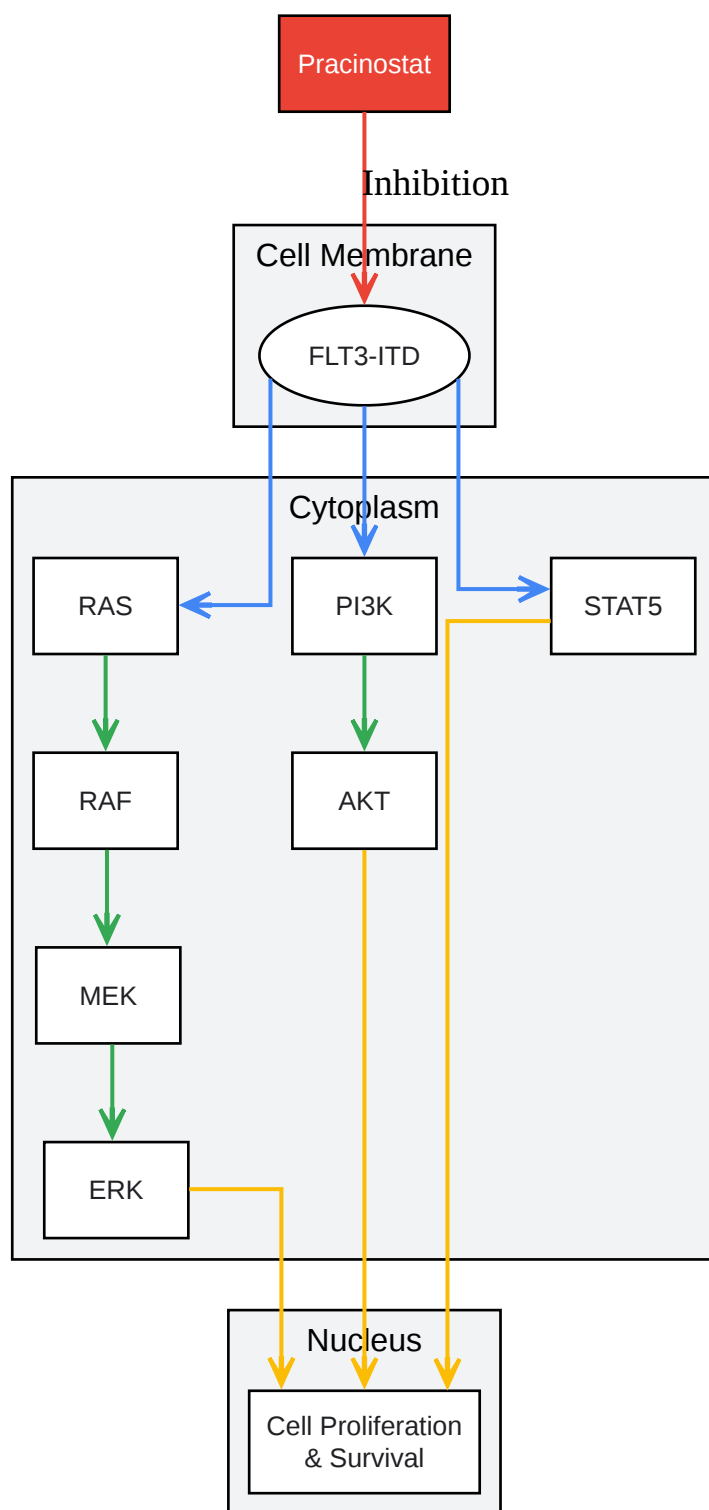 Pracinostat
Inhibition
Cell Membrane
FLT3-ITD
Cytoplasm
RAS
PI3K
STAT5
RAF
AKT
MEK
ERK
Nucleus
Cell Proliferation
& Survival